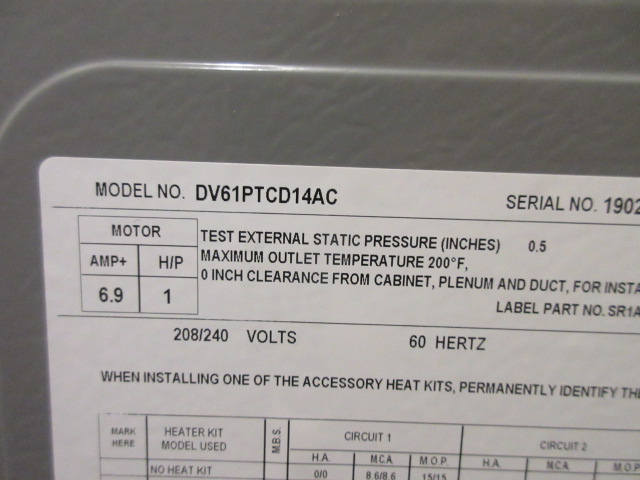 MODEL NO. DV61PTCD14AC
SERIAL NO. 1902
MOTOR
AMP+ H/P
6.9 1
TEST EXTERNAL STATIC PRESSURE (INCHES) 0.5
MAXIMUM OUTLET TEMPERATURE 200°F,
0 INCH CLEARANCE FROM CABINET, PLENUM AND DUCT, FOR INSTA
LABEL PART NO. SR1A
208/240 VOLTS 60 HERTZ
WHEN INSTALLING ONE OF THE ACCESSORY HEAT KITS, PERMANENTLY IDENTIFY THE
MARK HERE
HEATER KIT MODEL USED
M.B.S.
CIRCUIT 1 CIRCUIT 2
H.A. M.C.A. M.O.P. H.A. M.C.A. M.O.P
NO HEAT KIT 0/0 8.6/8.6 15/15